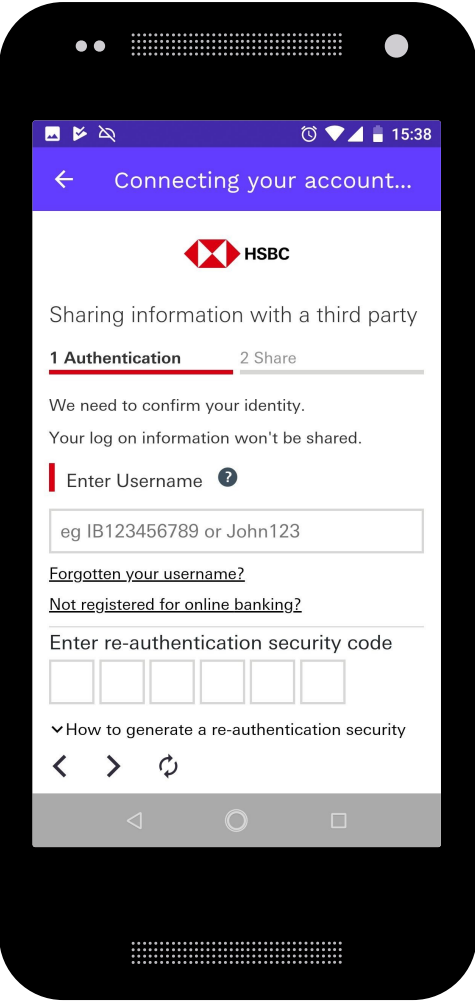 15:38
Connecting your account...
HSBC
Sharing information with a third party
1 Authentication
2 Share
We need to confirm your identity.
Your log on information won't be shared.
Enter Username ?
eg IB123456789 or John123
Forgotten your username?
Not registered for online banking?
Enter re-authentication security code
How to generate a re-authentication security